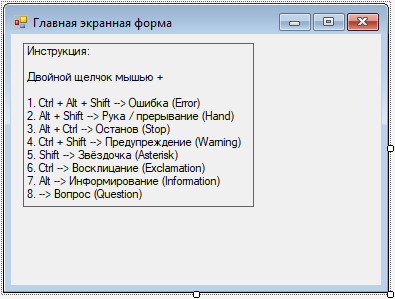 Главная экранная форма
Инструкция:
Двойной щелчок мышью +
1. Ctrl + Alt + Shift --> Ошибка (Error)
2. Alt + Shift --> Рука / прерывание (Hand)
3. Alt + Ctrl --> Останов (Stop)
4. Ctrl + Shift --> Предупреждение (Warning)
5. Shift --> Звёздочка (Asterisk)
6. Ctrl --> Восклицание (Exclamation)
7. Alt --> Информирование (Information)
8. --> Вопрос (Question)